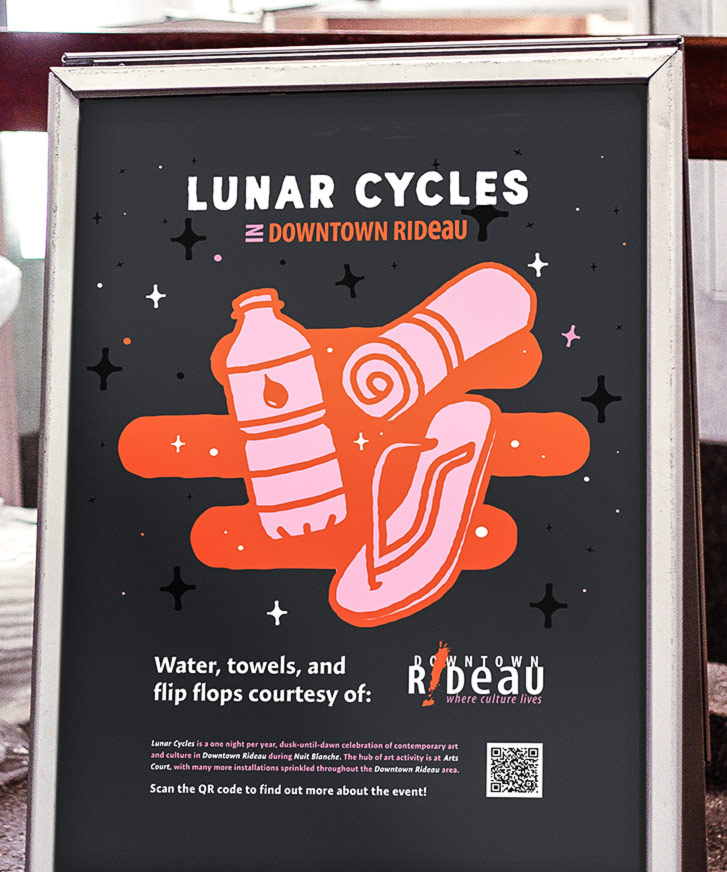 LUNAR CYCLES
IN DOWNTOWN RIDeau
Water, towels, and
flip flops courtesy of:
DOWNTOWN
RIDeau
where culture lives
Lunar Cycles is a one night per year, dusk-until-dawn celebration of contemporary art
and culture in Downtown Rideau during Nuit Blanche. The hub of art activity is at Arts
Court, with many more installations sprinkled throughout the Downtown Rideau area.
Scan the QR code to find out more about the event!